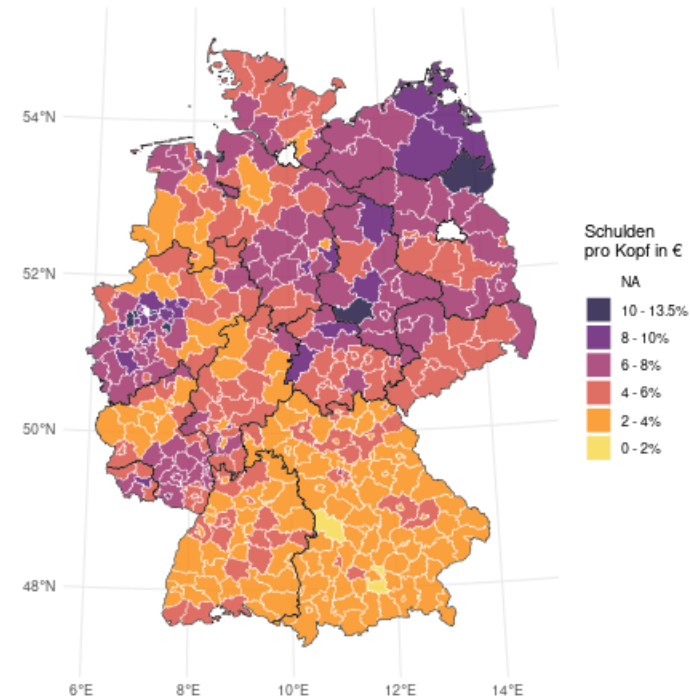 54°N
52°N
50°N
48°N
6°E
8°E
10°E
12°E
14°E
Schulden
pro Kopf in €
NA
10 - 13.5%
8 - 10%
6 - 8%
4 - 6%
2 - 4%
0 - 2%